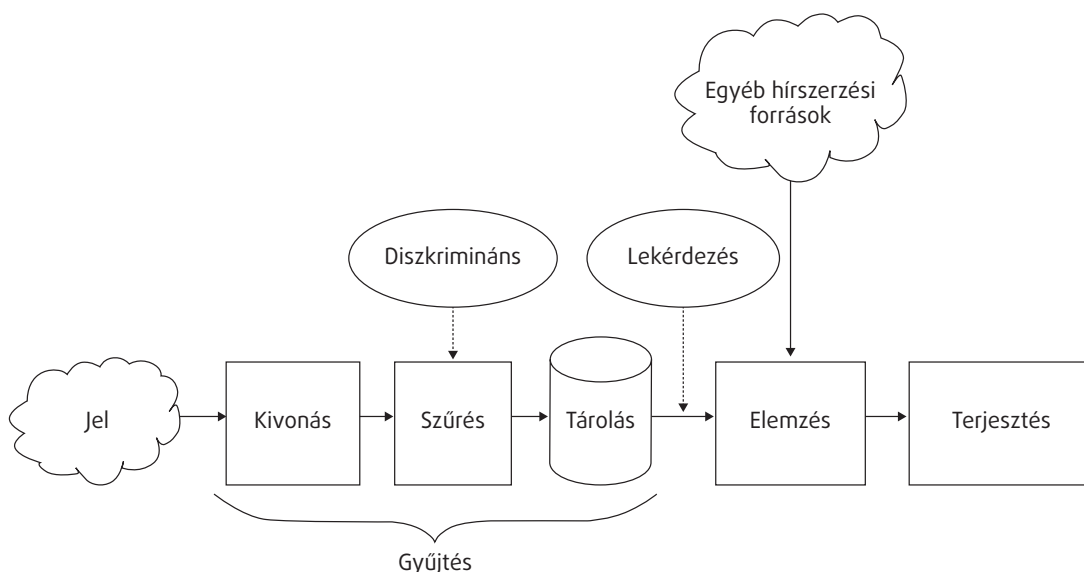 Egyéb hírszerzési
források
Diszkrimináns
Lekérdezés
Jel
Kivonás
Szűrés
Tárolás
Elemzés
Terjesztés
Gyűjtés